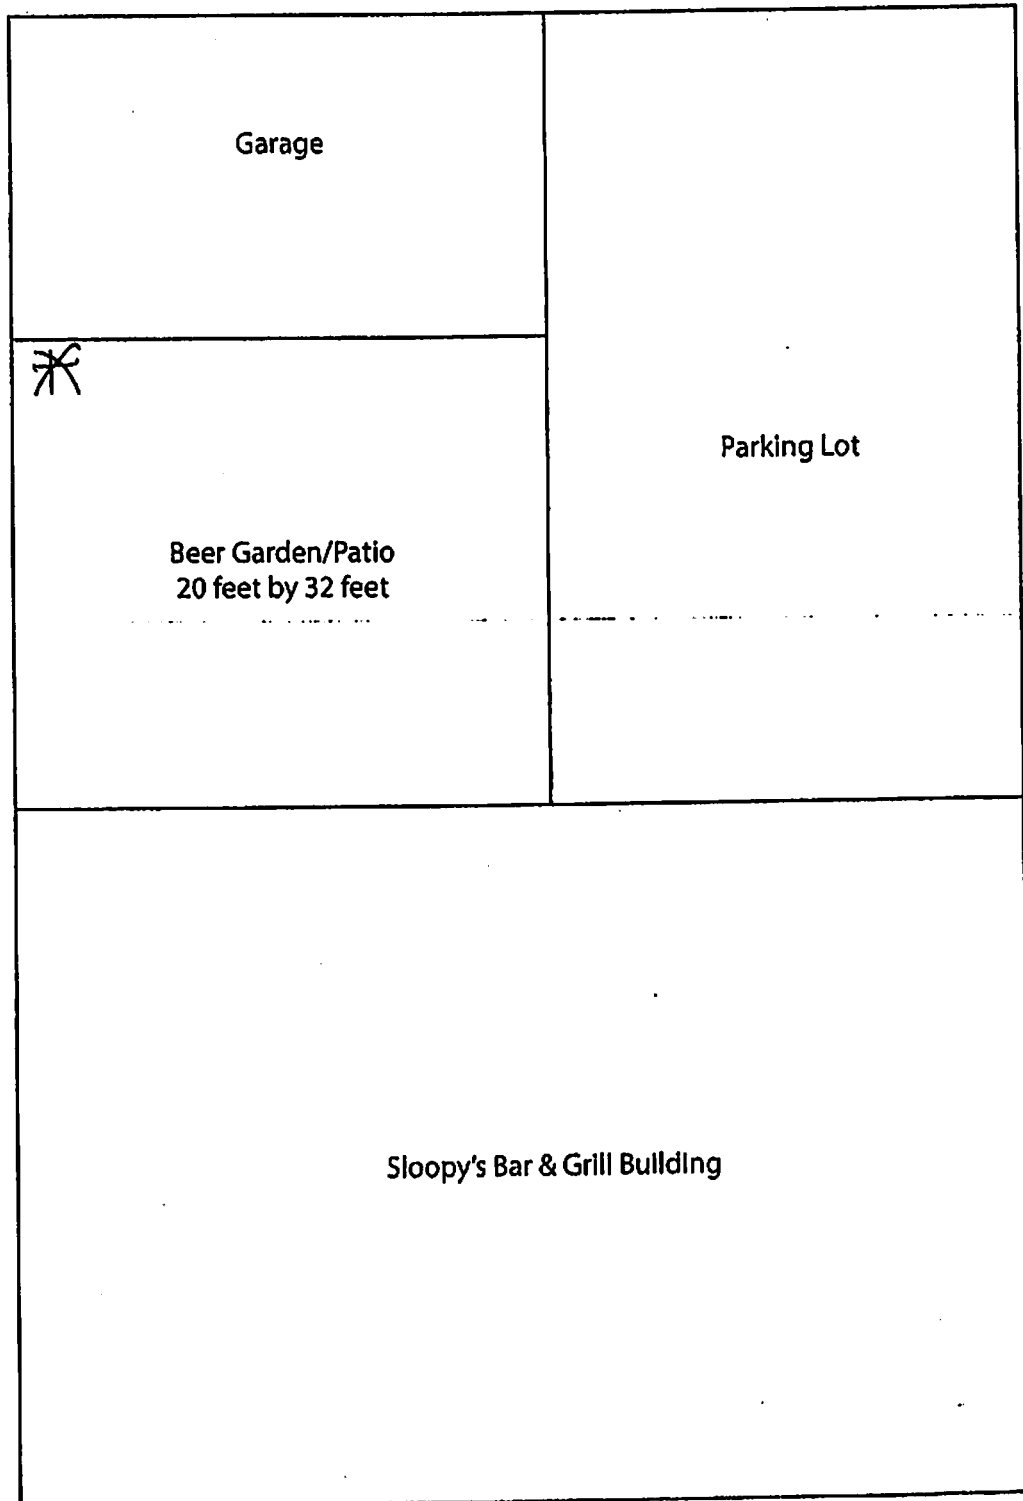 Garage
Parking Lot
Beer Garden/Patio
20 feet by 32 feet
Sloopy's Bar & Grill Building